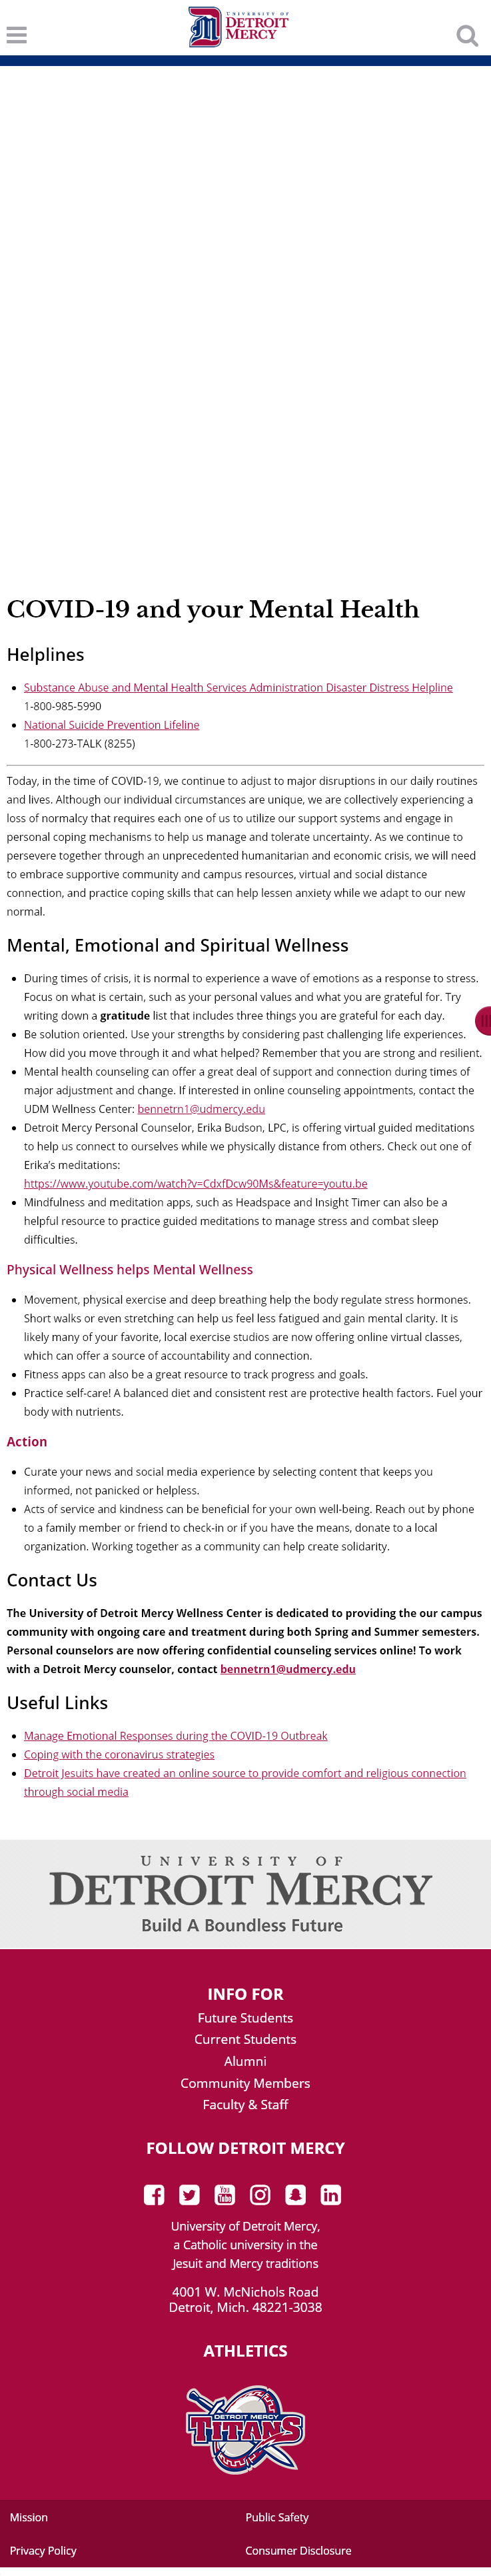 UNIVERSITY OF
DETROIT
MERCY
COVID-19 and your Mental Health
Helplines
Substance Abuse and Mental Health Services Administration Disaster Distress Helpline
1-800-985-5990
National Suicide Prevention Lifeline
1-800-273-TALK (8255)
Today, in the time of COVID-19, we continue to adjust to major disruptions in our daily routines
and lives. Although our individual circumstances are unique, we are collectively experiencing a
loss of normalcy that requires each one of us to utilize our support systems and engage in
personal coping mechanisms to help us manage and tolerate uncertainty. As we continue to
persevere together through an unprecedented humanitarian and economic crisis, we will need
to embrace supportive community and campus resources, virtual and social distance
connection, and practice coping skills that can help lessen anxiety while we adapt to our new
normal.
Mental, Emotional and Spiritual Wellness
During times of crisis, it is normal to experience a wave of emotions as a response to stress.
Focus on what is certain, such as your personal values and what you are grateful for. Try
writing down a gratitude list that includes three things you are grateful for each day.
Be solution oriented. Use your strengths by considering past challenging life experiences.
How did you move through it and what helped? Remember that you are strong and resilient.
Mental health counseling can offer a great deal of support and connection during times of
major adjustment and change. If interested in online counseling appointments, contact the
UDM Wellness Center: bennetrn1@udmercy.edu
Detroit Mercy Personal Counselor, Erika Budson, LPC, is offering virtual guided meditations
to help us connect to ourselves while we physically distance from others. Check out one of
Erika’s meditations:
https://www.youtube.com/watch?v=CdxfDcw90Ms&feature=youtu.be
Mindfulness and meditation apps, such as Headspace and Insight Timer can also be a
helpful resource to practice guided meditations to manage stress and combat sleep
difficulties.
Physical Wellness helps Mental Wellness
Movement, physical exercise and deep breathing help the body regulate stress hormones.
Short walks or even stretching can help us feel less fatigued and gain mental clarity. It is
likely many of your favorite, local exercise studios are now offering online virtual classes,
which can offer a source of accountability and connection.
Fitness apps can also be a great resource to track progress and goals.
Practice self-care! A balanced diet and consistent rest are protective health factors. Fuel your
body with nutrients.
Action
Curate your news and social media experience by selecting content that keeps you
informed, not panicked or helpless.
Acts of service and kindness can be beneficial for your own well-being. Reach out by phone
to a family member or friend to check-in or if you have the means, donate to a local
organization. Working together as a community can help create solidarity.
Contact Us
The University of Detroit Mercy Wellness Center is dedicated to providing the our campus
community with ongoing care and treatment during both Spring and Summer semesters.
Personal counselors are now offering confidential counseling services online! To work
with a Detroit Mercy counselor, contact bennetrn1@udmercy.edu
Useful Links
Manage Emotional Responses during the COVID-19 Outbreak
Coping with the coronavirus strategies
Detroit Jesuits have created an online source to provide comfort and religious connection
through social media
UNIVERSITY OF
DETROIT MERCY
Build A Boundless Future
INFO FOR
Future Students
Current Students
Alumni
Community Members
Faculty & Staff
FOLLOW DETROIT MERCY
You
Tube
University of Detroit Mercy,
a Catholic university in the
Jesuit and Mercy traditions
4001 W. McNichols Road
Detroit, Mich. 48221-3038
ATHLETICS
DETROIT MERCY
TITANS
Mission Public Safety
Privacy Policy Consumer Disclosure